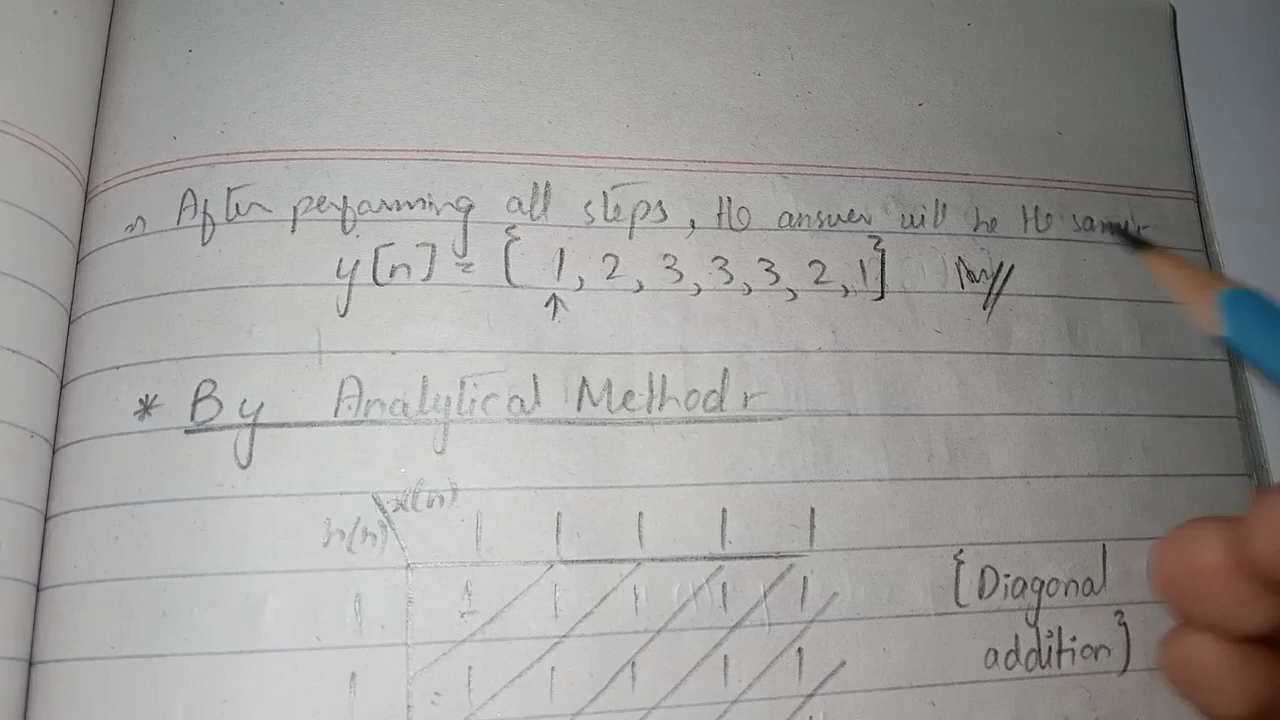 After performing all steps, the answer will be the same
y[n] = { 1, 2, 3, 3, 3, 2, 1 } Ans//
↑
* By Analytical Method
x(n)
h(n) 1 1 1 1 1
1 1 1 1 1 1 {Diagonal
1 1 1 1 1 1 addition}